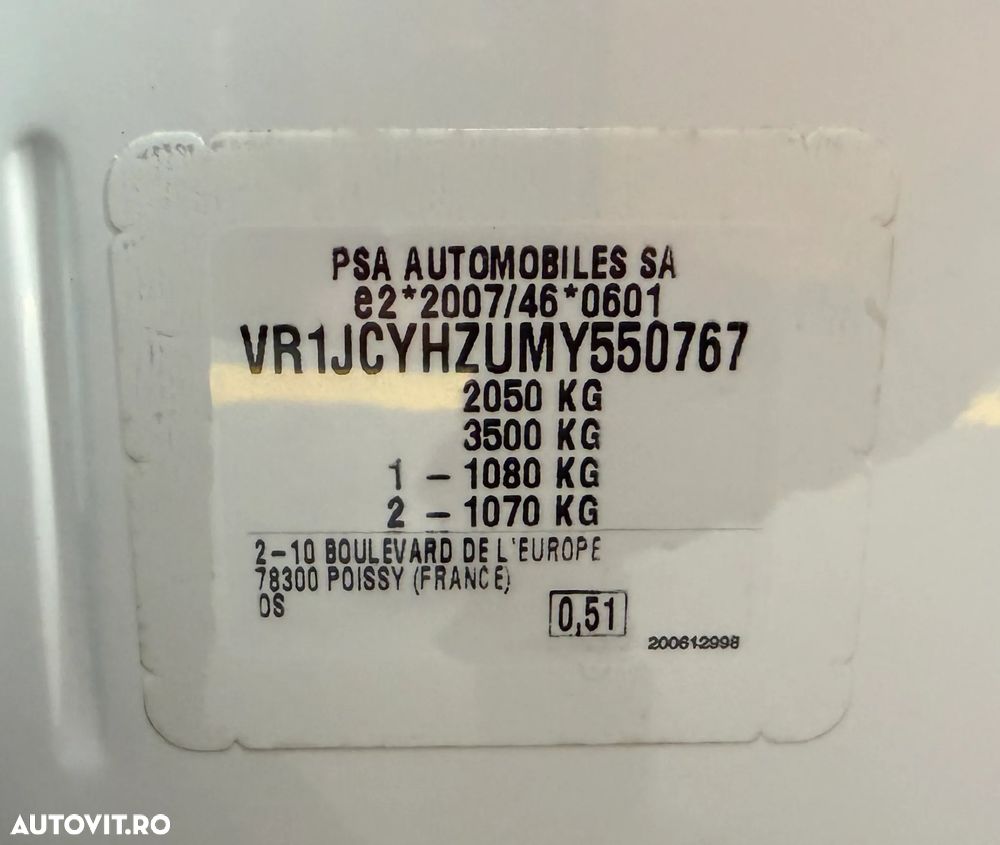 PSA AUTOMOBILES SA
e2*2007/46*0601
VR1JCYHZUMY550767
2050 KG
3500 KG
1 - 1080 KG
2 - 1070 KG
2-10 BOULEVARD DE L'EUROPE
78300 POISSY (FRANCE)
DS
0,51
200612998
AUTOVIT.RO